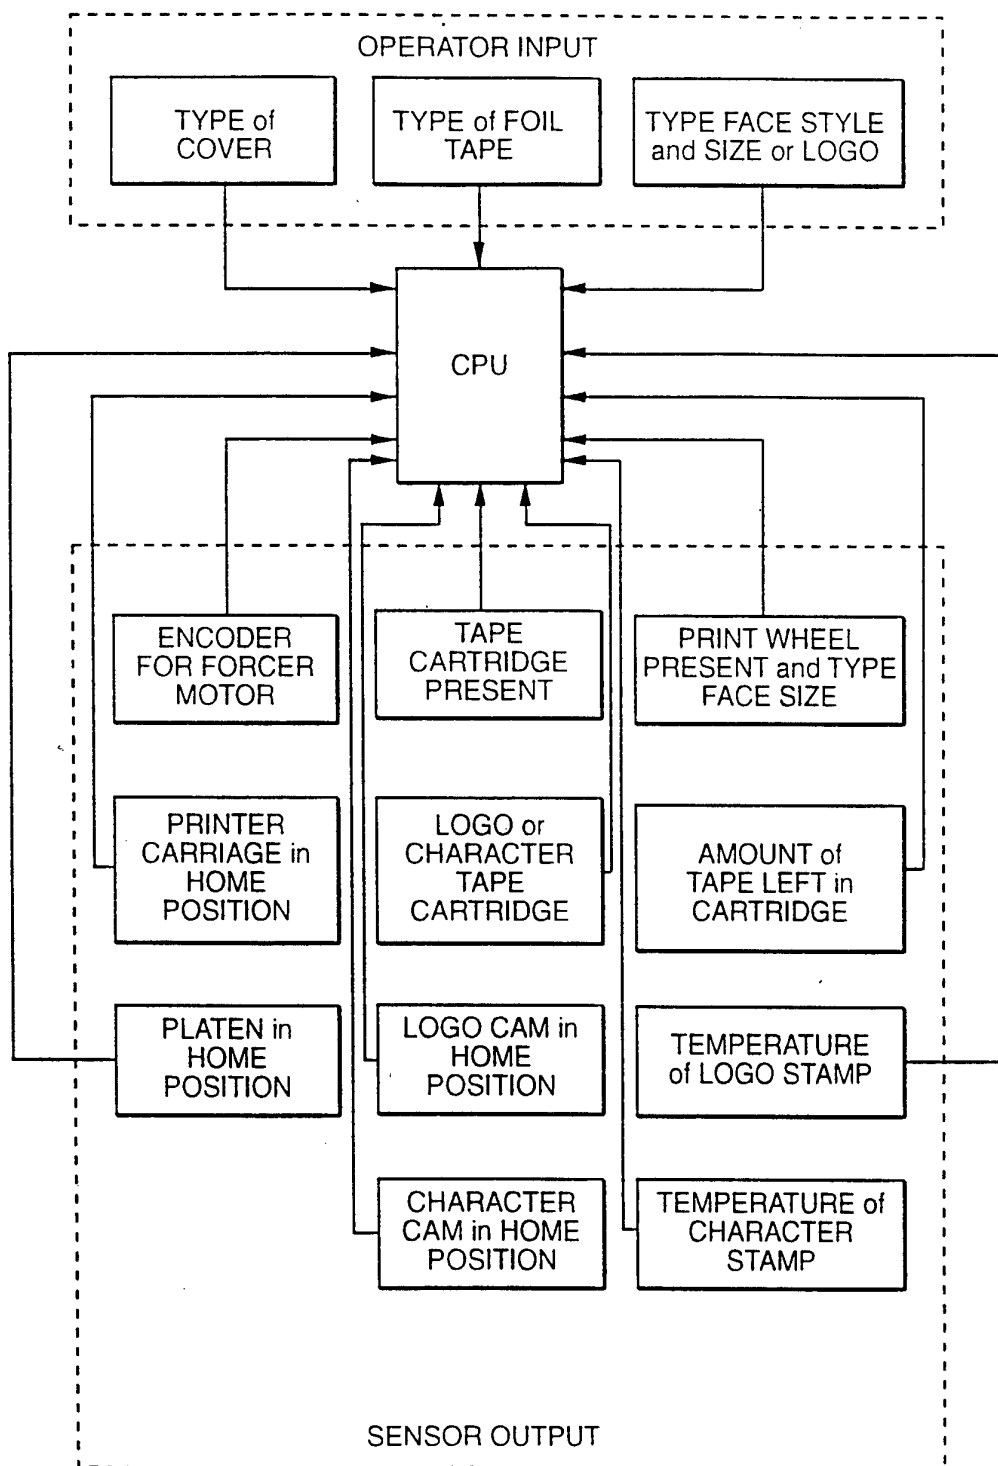 OPERATOR INPUT
TYPE of
COVER
TYPE of FOIL
TAPE
TYPE FACE STYLE
and SIZE or LOGO
CPU
ENCODER
FOR FORCER
MOTOR
TAPE
CARTRIDGE
PRESENT
PRINT WHEEL
PRESENT and TYPE
FACE SIZE
PRINTER
CARRIAGE in
HOME
POSITION
LOGO or
CHARACTER
TAPE
CARTRIDGE
AMOUNT of
TAPE LEFT in
CARTRIDGE
PLATEN in
HOME
POSITION
LOGO CAM in
HOME
POSITION
TEMPERATURE
of LOGO STAMP
CHARACTER
CAM in HOME
POSITION
TEMPERATURE of
CHARACTER
STAMP
SENSOR OUTPUT